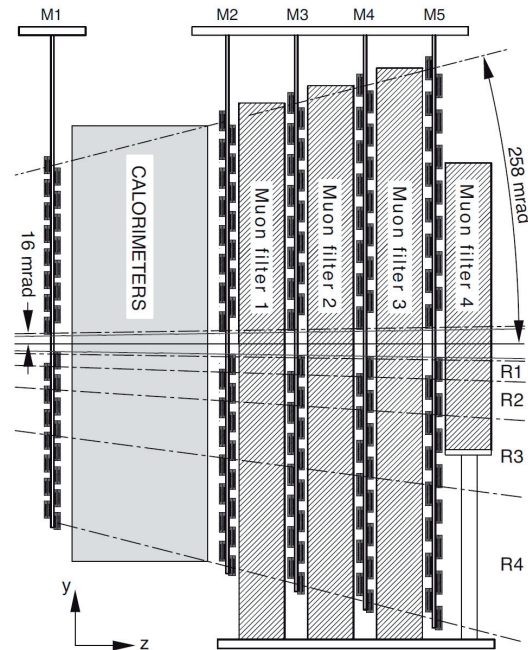 M1
M2
M3
M4
M5
258 mrad
16 mrad
CALORIMETERS
Muon filter 1
Muon filter 2
Muon filter 3
Muon filter 4
R1
R2
R3
R4
y
z